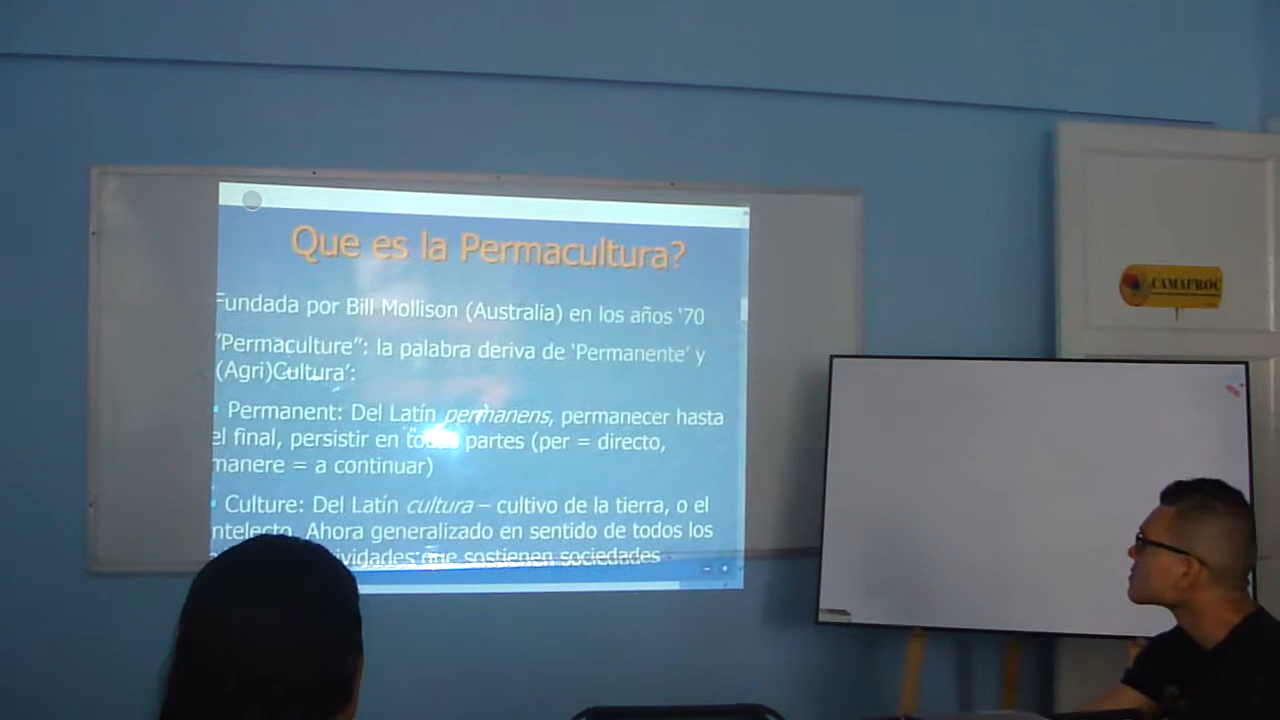 Que es la Permacultura?
Fundada por Bill Mollison (Australia) en los años '70
"Permaculture": la palabra deriva de 'Permanente' y
(Agri)Cultura':
Permanent: Del Latín permanens, permanecer hasta
el final, persistir en partes (per = directo,
manere = a continuar)
Culture: Del Latín cultura – cultivo de la tierra, o el
ntelecto. Ahora generalizado en sentido de todos los
que sostienen sociedades
CAMAFROC